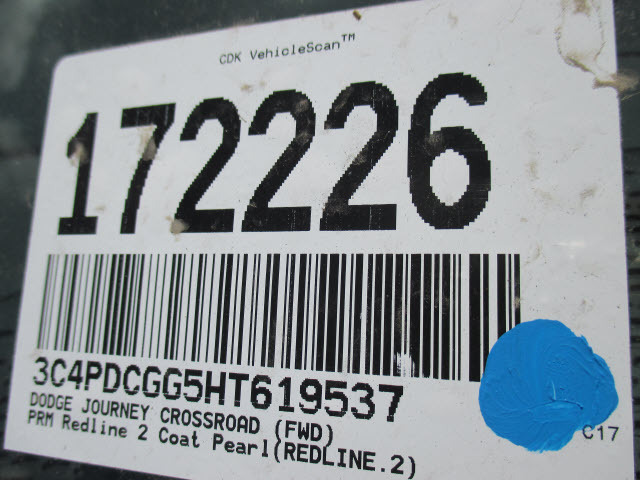 CDK VehicleScan™
172226
3C4PDCGG5HT619537
DODGE JOURNEY CROSSROAD (FWD)
PRM Redline 2 Coat Pearl(REDLINE.2)
C17